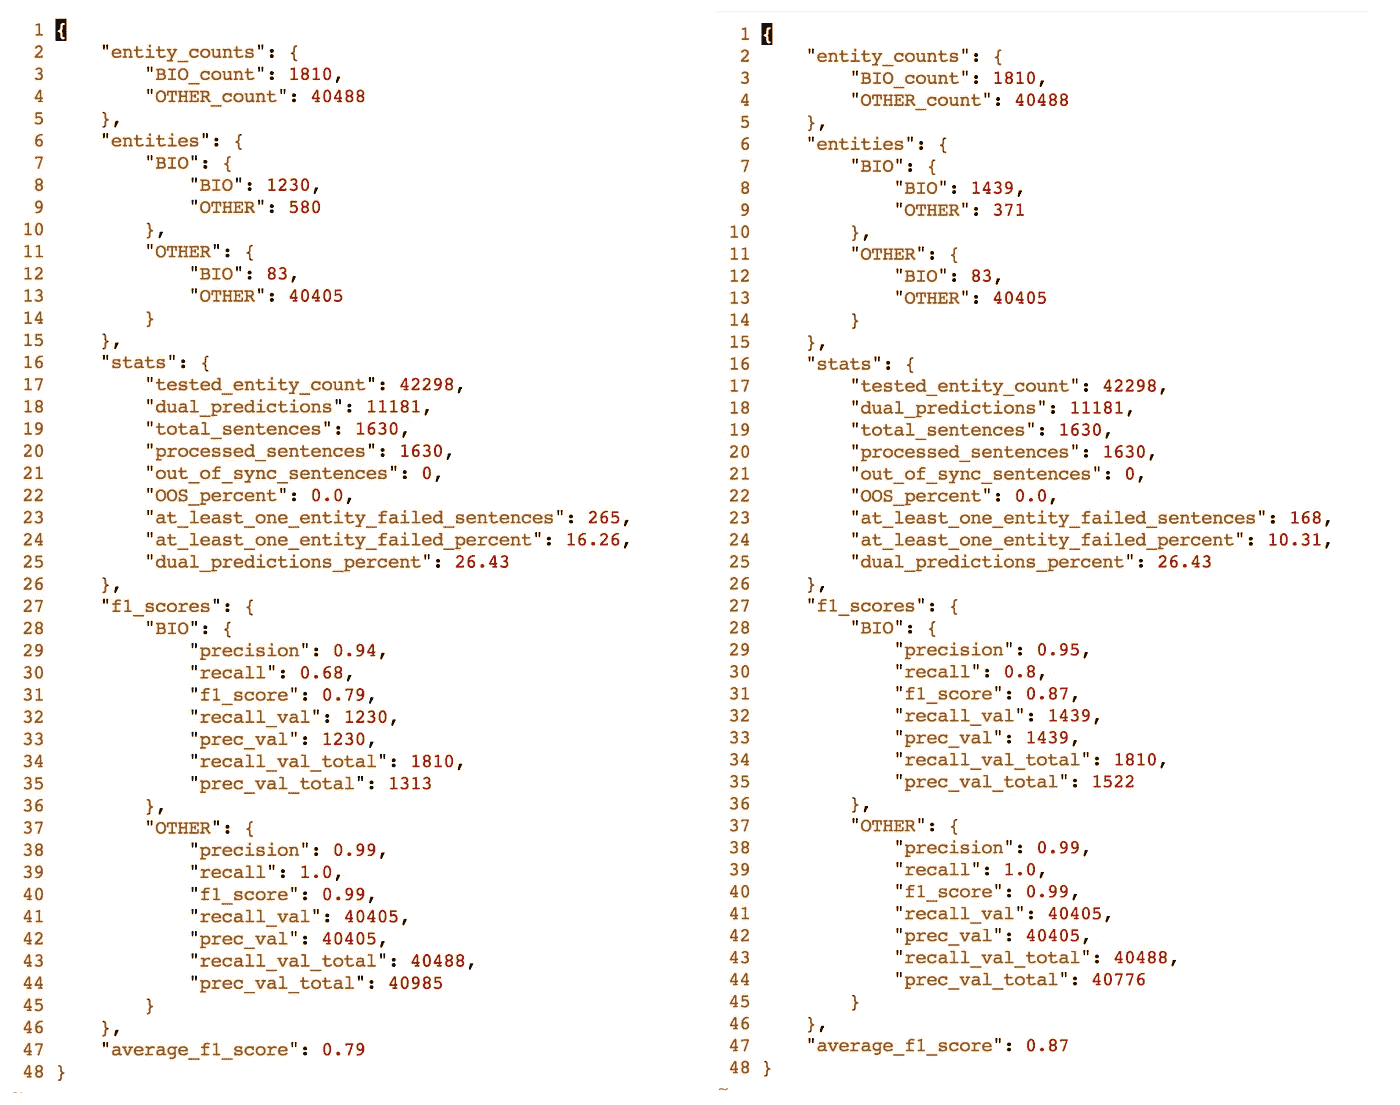 1 {
2 "entity_counts": {
3 "BIO_count": 1810,
4 "OTHER_count": 40488
5 },
6 "entities": {
7 "BIO": {
8 "BIO": 1230,
9 "OTHER": 580
10 },
11 "OTHER": {
12 "BIO": 83,
13 "OTHER": 40405
14 }
15 },
16 "stats": {
17 "tested_entity_count": 42298,
18 "dual_predictions": 11181,
19 "total_sentences": 1630,
20 "processed_sentences": 1630,
21 "out_of_sync_sentences": 0,
22 "OOS_percent": 0.0,
23 "at_least_one_entity_failed_sentences": 265,
24 "at_least_one_entity_failed_percent": 16.26,
25 "dual_predictions_percent": 26.43
26 },
27 "f1_scores": {
28 "BIO": {
29 "precision": 0.94,
30 "recall": 0.68,
31 "f1_score": 0.79,
32 "recall_val": 1230,
33 "prec_val": 1230,
34 "recall_val_total": 1810,
35 "prec_val_total": 1313
36 },
37 "OTHER": {
38 "precision": 0.99,
39 "recall": 1.0,
40 "f1_score": 0.99,
41 "recall_val": 40405,
42 "prec_val": 40405,
43 "recall_val_total": 40488,
44 "prec_val_total": 40985
45 }
46 },
47 "average_f1_score": 0.79
48 }
1 {
2 "entity_counts": {
3 "BIO_count": 1810,
4 "OTHER_count": 40488
5 },
6 "entities": {
7 "BIO": {
8 "BIO": 1439,
9 "OTHER": 371
10 },
11 "OTHER": {
12 "BIO": 83,
13 "OTHER": 40405
14 }
15 },
16 "stats": {
17 "tested_entity_count": 42298,
18 "dual_predictions": 11181,
19 "total_sentences": 1630,
20 "processed_sentences": 1630,
21 "out_of_sync_sentences": 0,
22 "OOS_percent": 0.0,
23 "at_least_one_entity_failed_sentences": 168,
24 "at_least_one_entity_failed_percent": 10.31,
25 "dual_predictions_percent": 26.43
26 },
27 "f1_scores": {
28 "BIO": {
29 "precision": 0.95,
30 "recall": 0.8,
31 "f1_score": 0.87,
32 "recall_val": 1439,
33 "prec_val": 1439,
34 "recall_val_total": 1810,
35 "prec_val_total": 1522
36 },
37 "OTHER": {
38 "precision": 0.99,
39 "recall": 1.0,
40 "f1_score": 0.99,
41 "recall_val": 40405,
42 "prec_val": 40405,
43 "recall_val_total": 40488,
44 "prec_val_total": 40776
45 }
46 },
47 "average_f1_score": 0.87
48 }
~